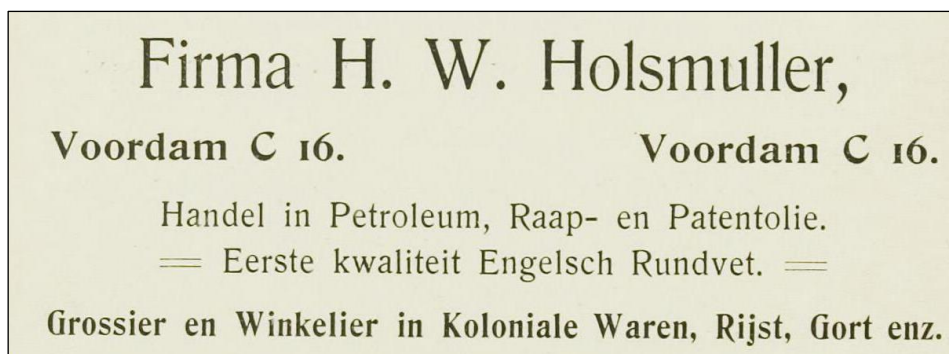 Firma H. W. Holsmuller,
Voordam C 16. Voordam C 16.
Handel in Petroleum, Raap- en Patentolie.
Eerste kwaliteit Engelsch Rundvet.
Grossier en Winkelier in Koloniale Waren, Rijst, Gort enz.